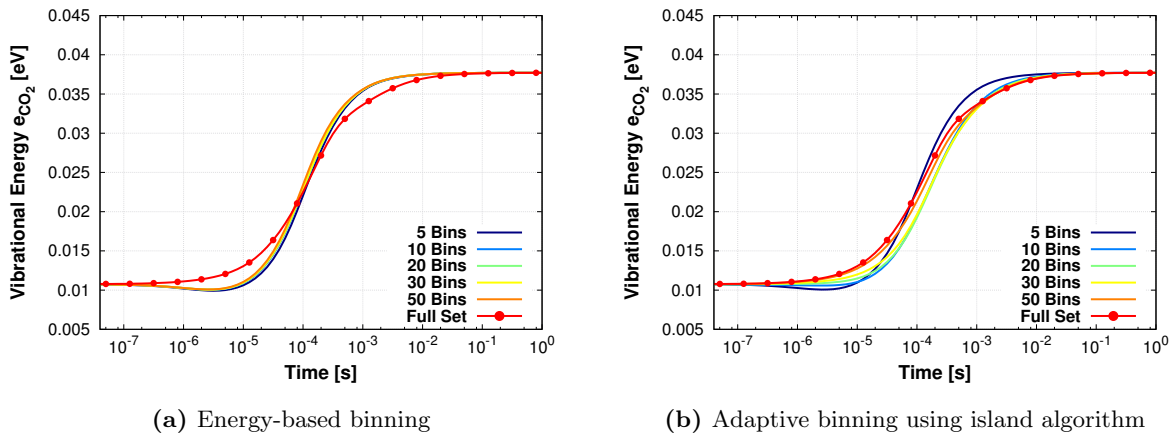 0.045
0.04
0.035
0.03
0.025
0.02
0.015
0.01
0.005
Vibrational Energy e_CO₂ [eV]
5 Bins
10 Bins
20 Bins
30 Bins
50 Bins
Full Set
10⁻⁷ 10⁻⁶ 10⁻⁵ 10⁻⁴ 10⁻³ 10⁻² 10⁻¹ 10⁰
Time [s]
(a) Energy-based binning
0.045
0.04
0.035
0.03
0.025
0.02
0.015
0.01
0.005
Vibrational Energy e_CO₂ [eV]
5 Bins
10 Bins
20 Bins
30 Bins
50 Bins
Full Set
10⁻⁷ 10⁻⁶ 10⁻⁵ 10⁻⁴ 10⁻³ 10⁻² 10⁻¹ 10⁰
Time [s]
(b) Adaptive binning using island algorithm